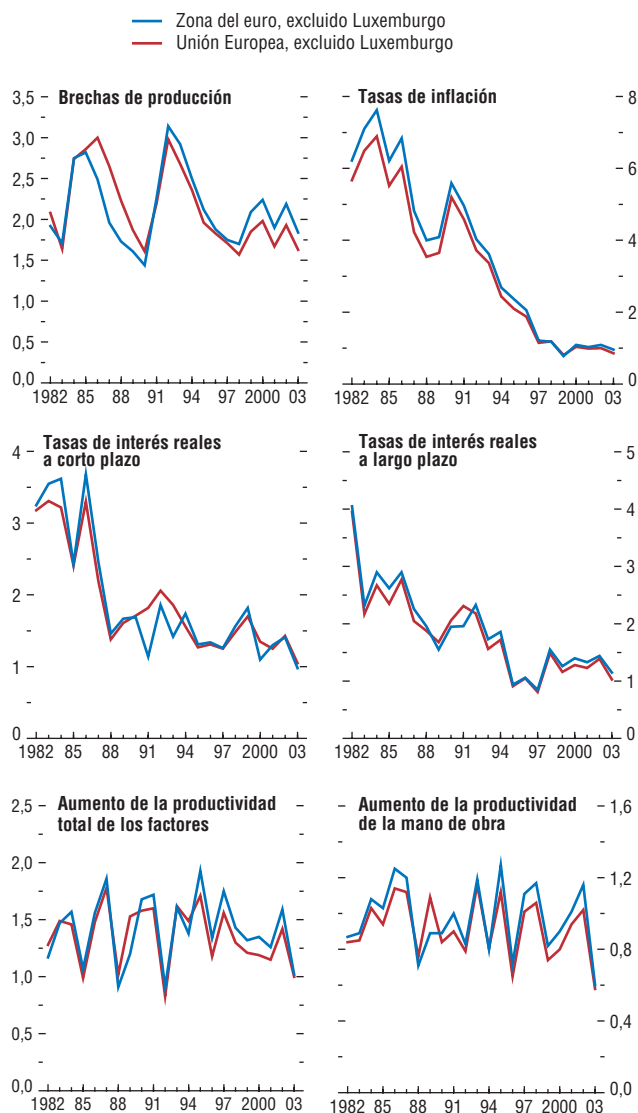 Zona del euro, excluido Luxemburgo
Unión Europea, excluido Luxemburgo
Brechas de producción
3,5
3,0
2,5
2,0
1,5
1,0
0,5
0,0
1982 85 88 91 94 97 2000 03
Tasas de inflación
8
6
4
2
0
1982 85 88 91 94 97 2000 03
Tasas de interés reales
a corto plazo
4
3
2
1
0
1982 85 88 91 94 97 2000 03
Tasas de interés reales
a largo plazo
5
4
3
2
1
0
1982 85 88 91 94 97 2000 03
Aumento de la productividad
total de los factores
2,5
2,0
1,5
1,0
0,5
0,0
1982 85 88 91 94 97 2000 03
Aumento de la productividad
de la mano de obra
1,6
1,2
0,8
0,4
0,0
1982 85 88 91 94 97 2000 03